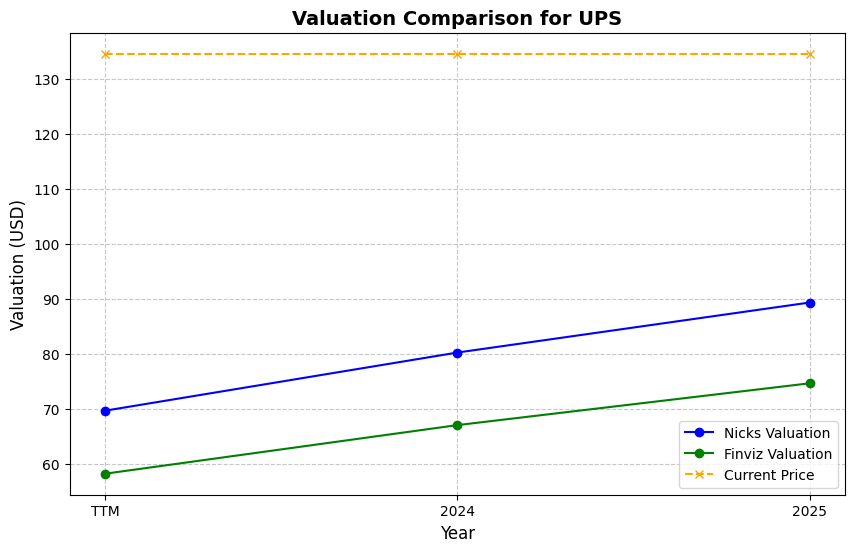 Valuation Comparison for UPS
Valuation (USD)
130
120
110
100
90
80
70
60
TTM
2024
2025
Year
Nicks Valuation
Finviz Valuation
Current Price